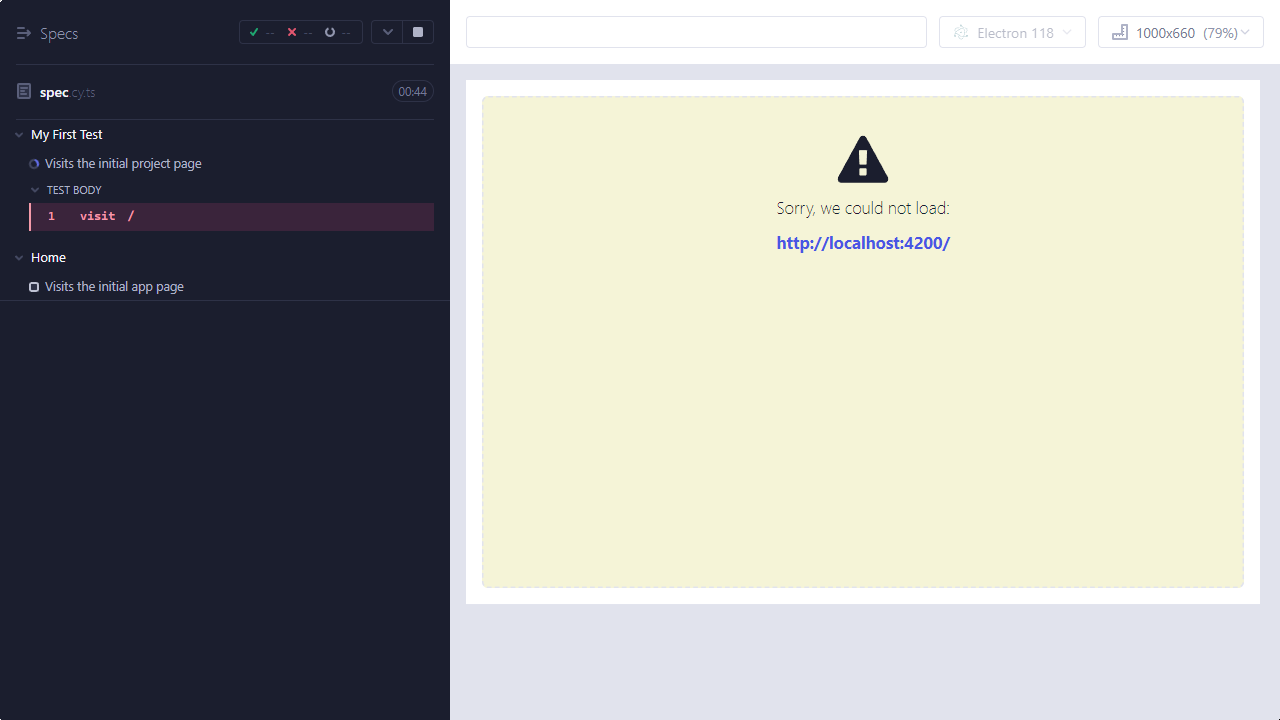 Specs
--
--
--
spec.cy.ts
00:44
My First Test
Visits the initial project page
TEST BODY
1 visit /
Home
Visits the initial app page
Electron 118
1000x660 (79%)
Sorry, we could not load:
http://localhost:4200/